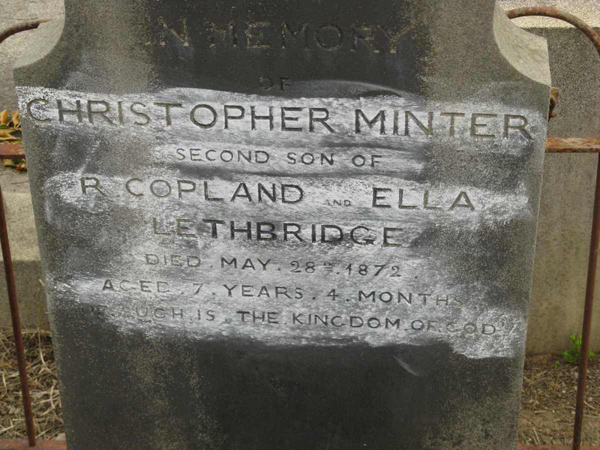 IN MEMORY
OF
CHRISTOPHER MINTER
SECOND SON OF
R COPLAND AND ELLA
LETHBRIDGE
DIED . MAY . 28TH . 1872 .
AGED . 7 . YEARS . 4 . MONTHS
SUCH . IS . THE KINGDOM . OF . GOD